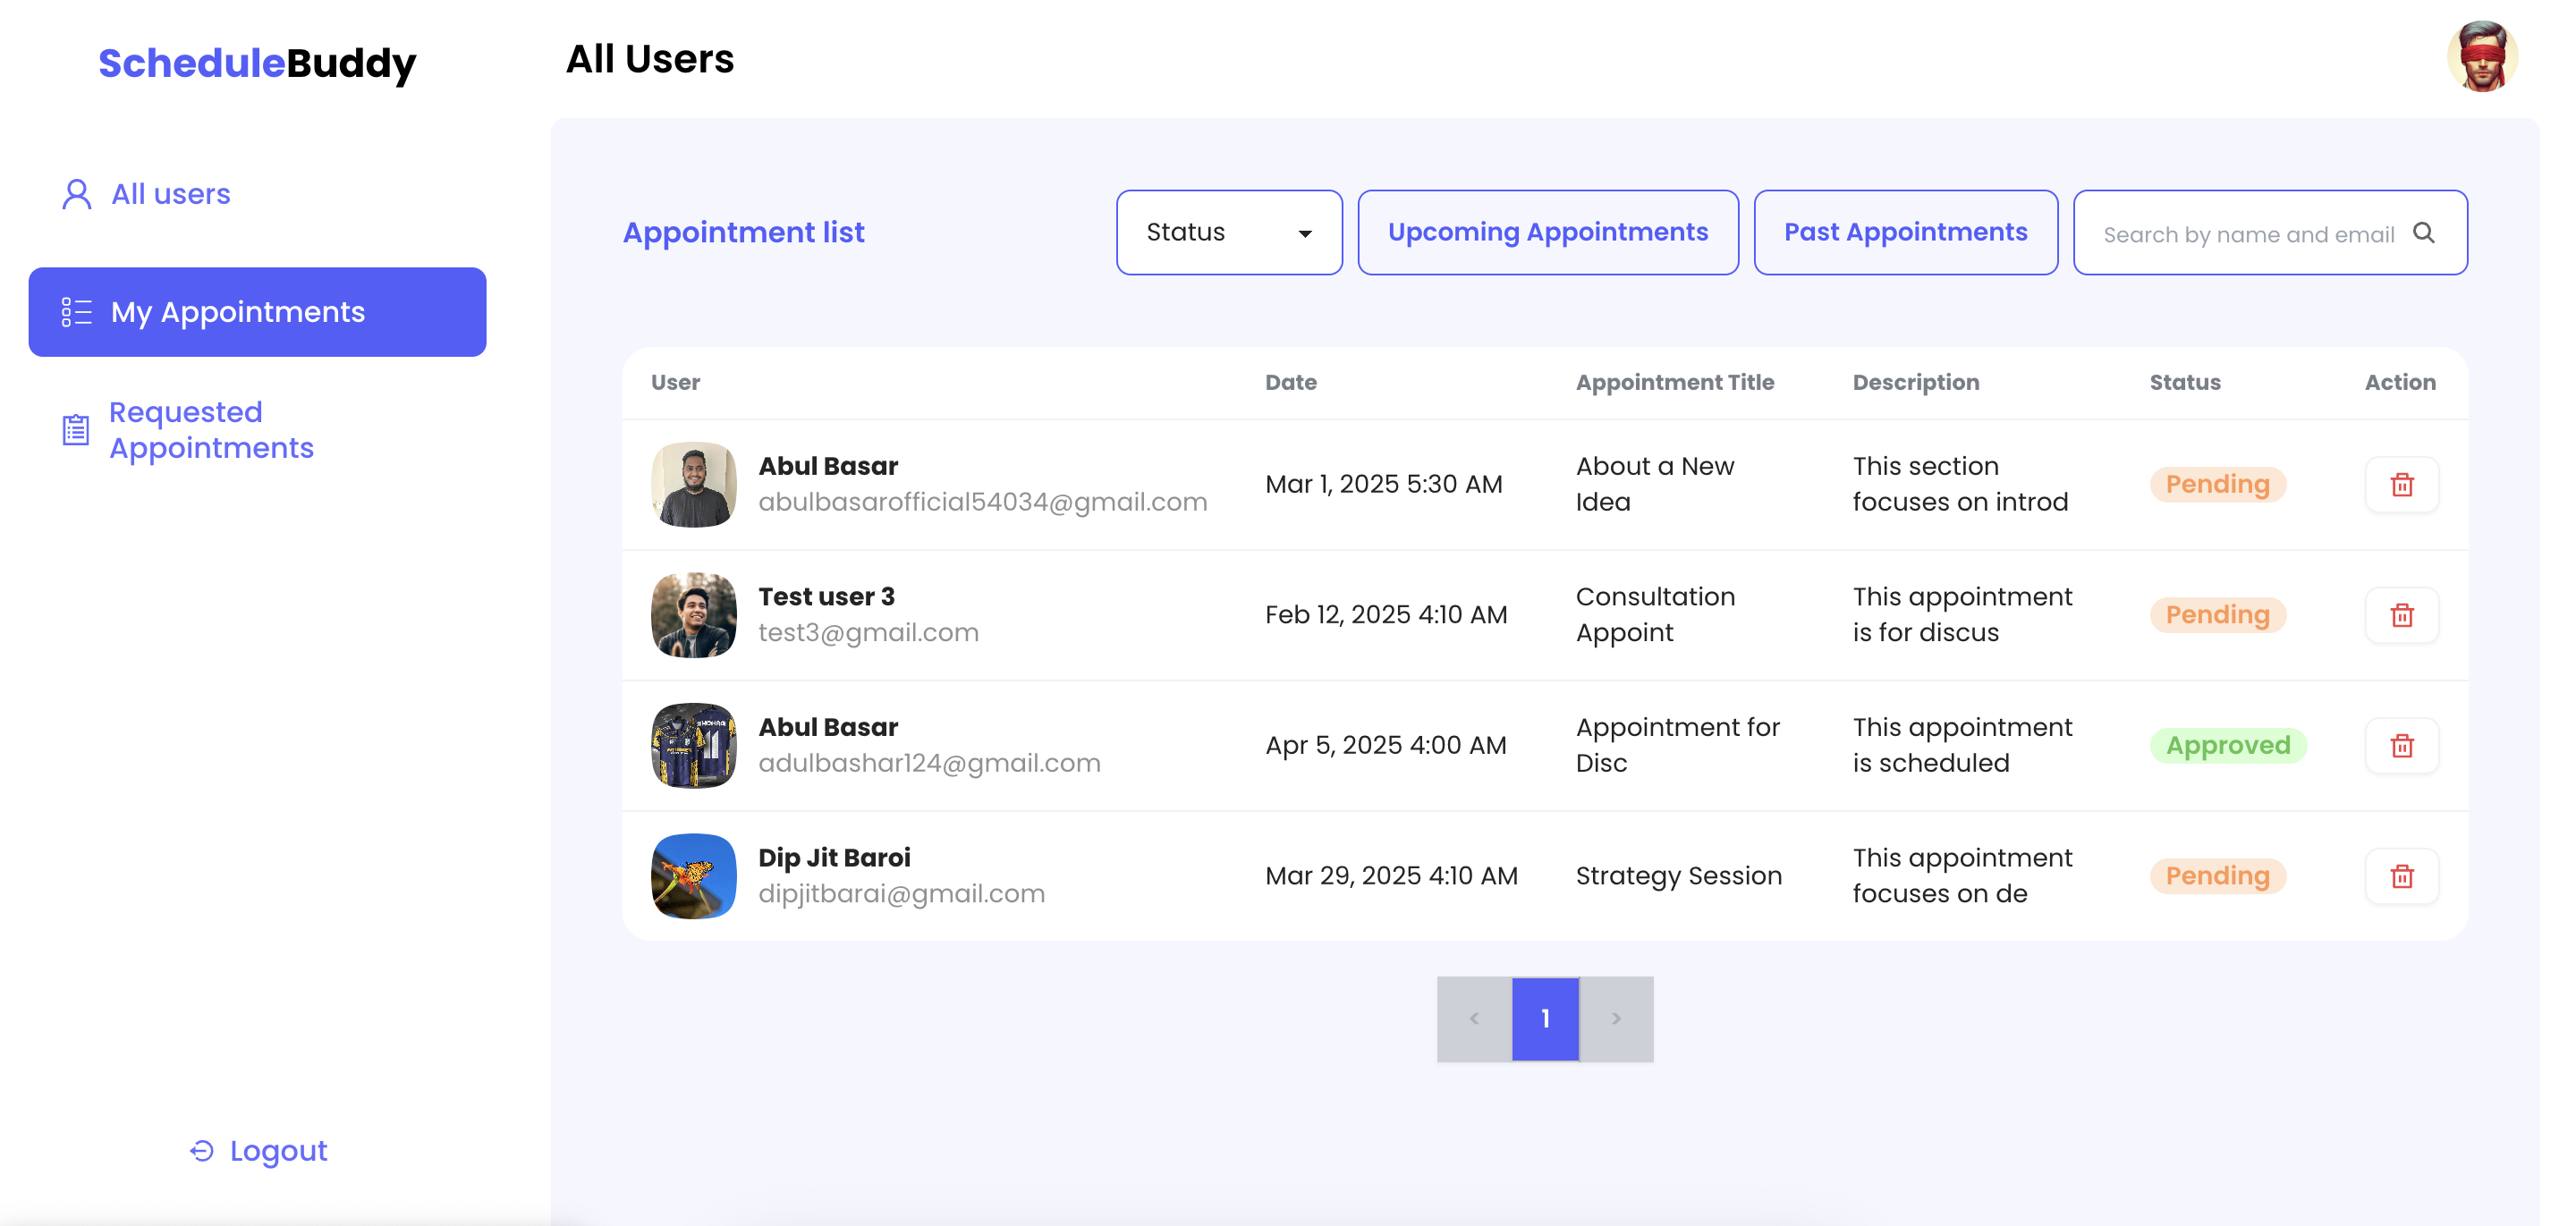 ScheduleBuddy
All Users
All users
My Appointments
Requested
Appointments
Logout
Appointment list
Status
Upcoming Appointments
Past Appointments
Search by name and email
User Date Appointment Title Description Status Action
Abul Basar
abulbasarofficial54034@gmail.com
Mar 1, 2025 5:30 AM
About a New
Idea
This section
focuses on introd
Pending
Test user 3
test3@gmail.com
Feb 12, 2025 4:10 AM
Consultation
Appoint
This appointment
is for discus
Pending
Abul Basar
adulbashar124@gmail.com
Apr 5, 2025 4:00 AM
Appointment for
Disc
This appointment
is scheduled
Approved
Dip Jit Baroi
dipjitbarai@gmail.com
Mar 29, 2025 4:10 AM
Strategy Session
This appointment
focuses on de
Pending
< 1 >